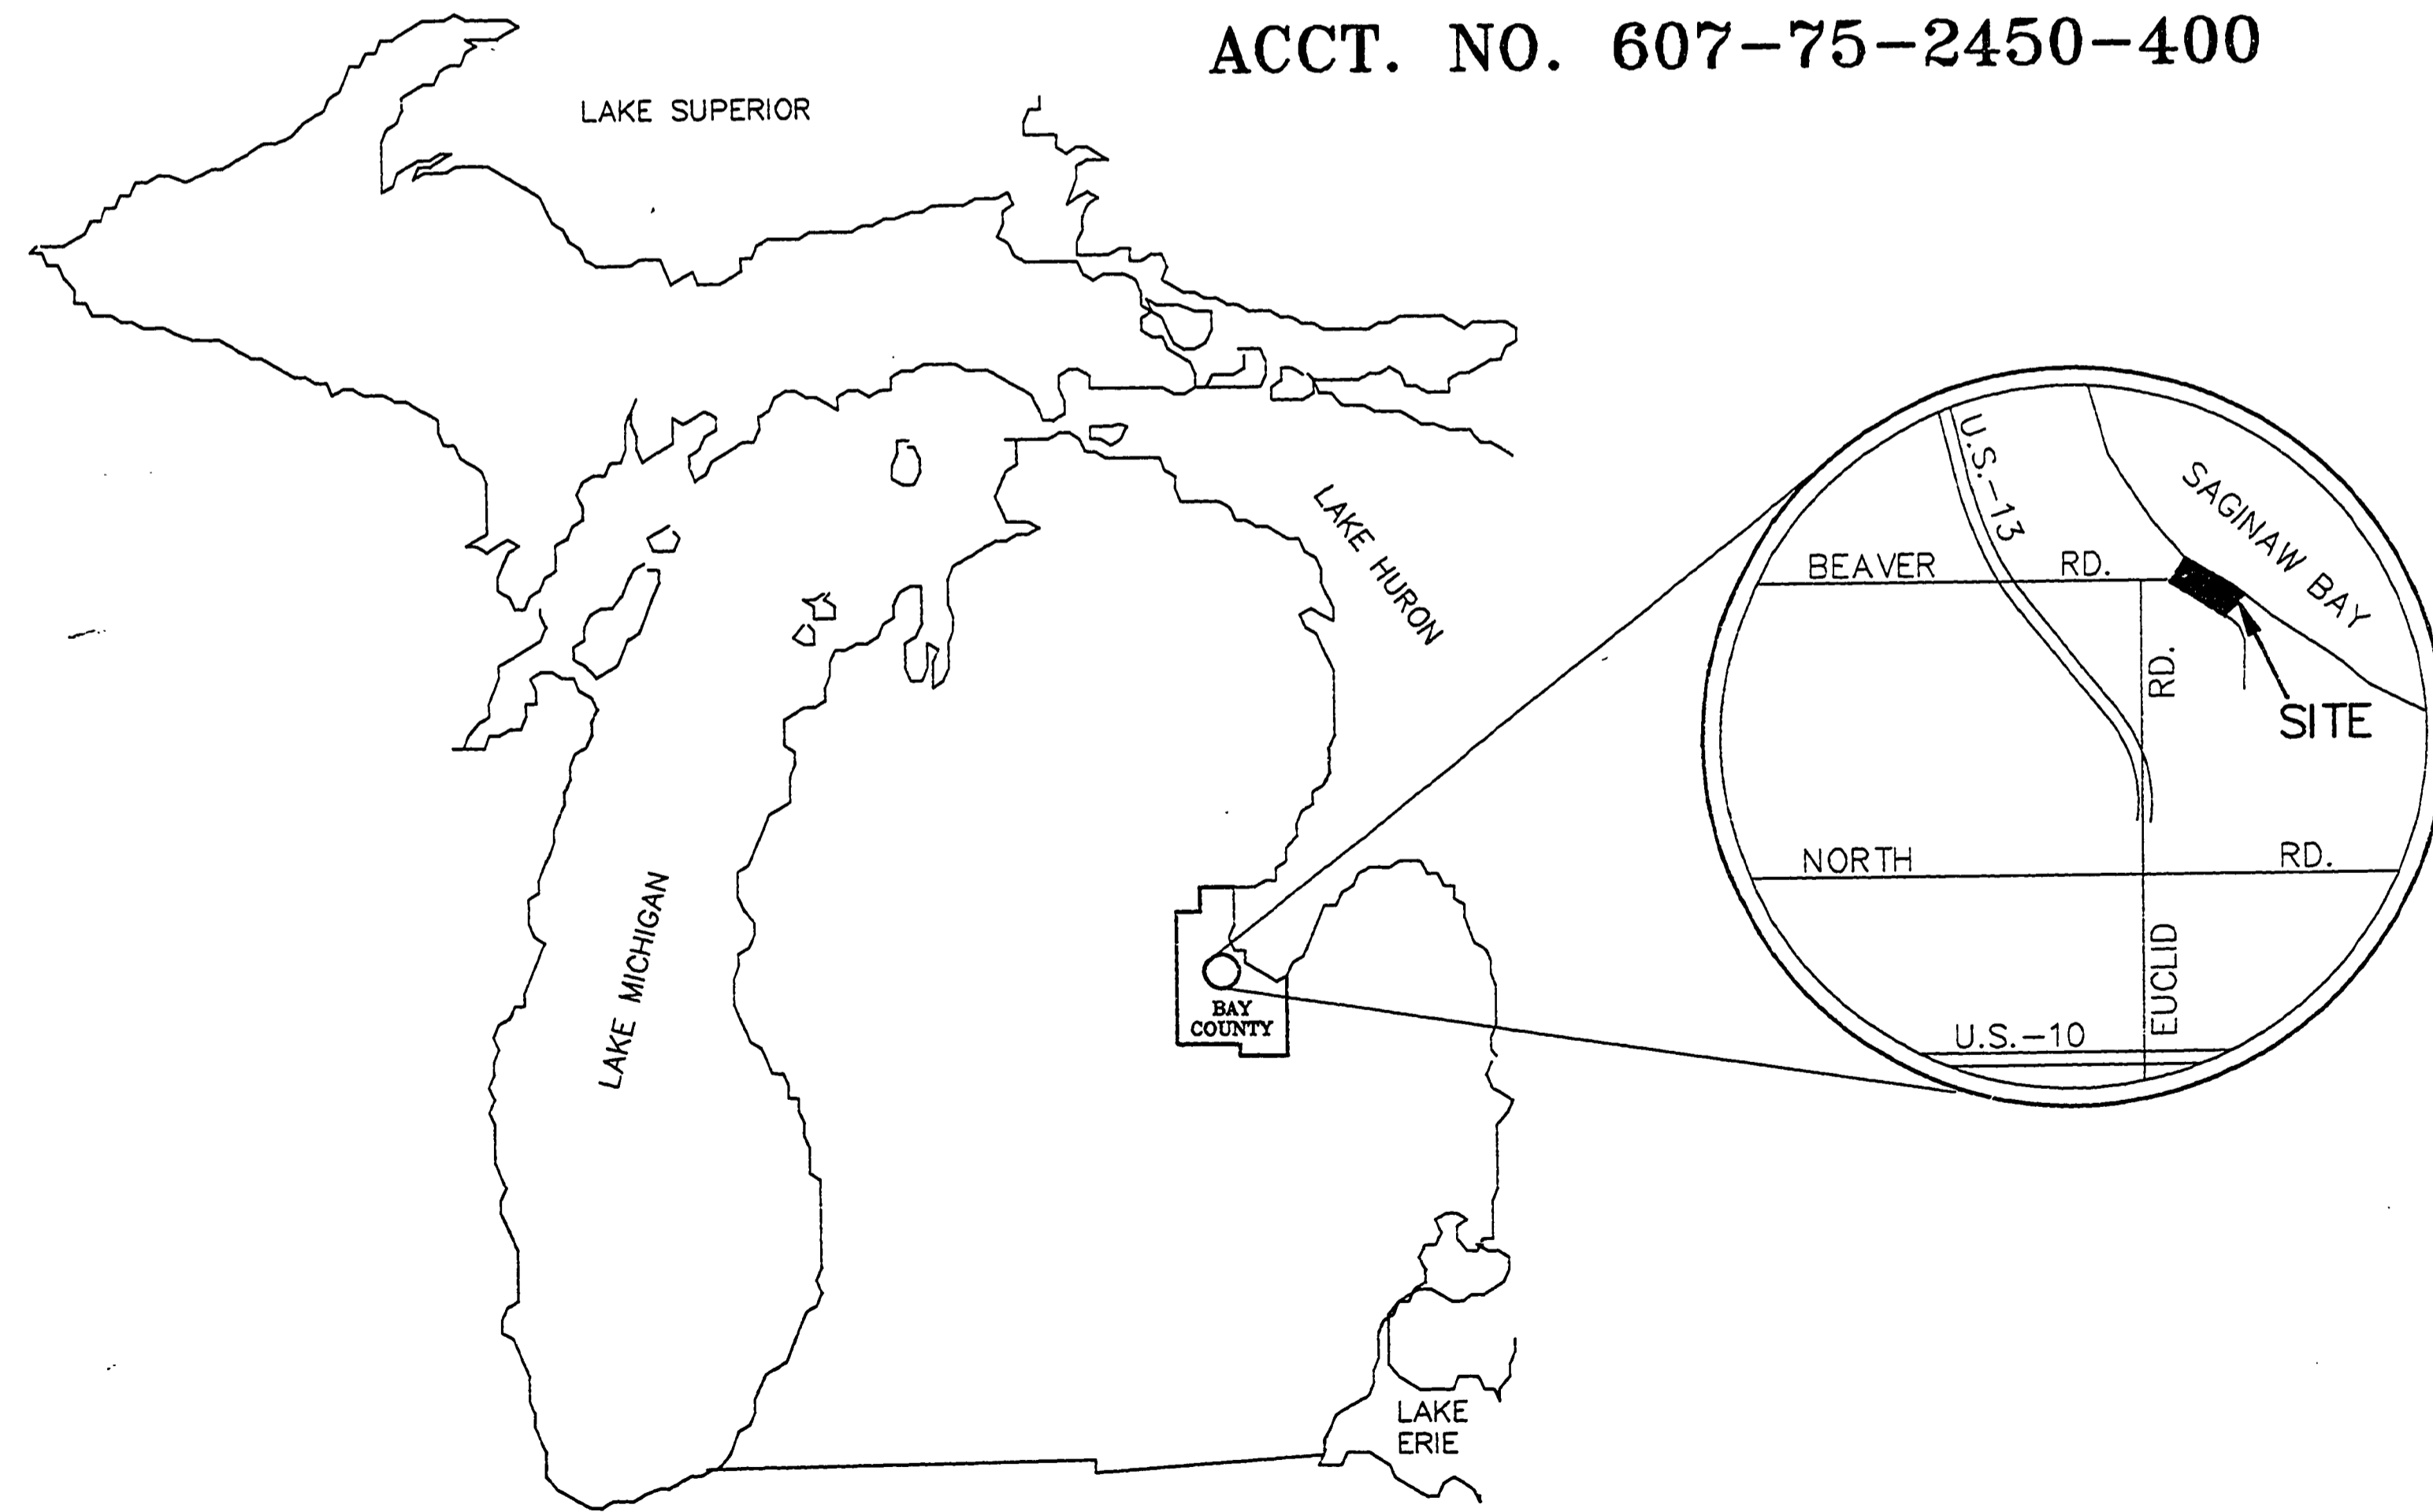 ACCT. NO. 607-75-2450-400
LAKE SUPERIOR
LAKE HURON
LAKE MICHIGAN
BAY
COUNTY
LAKE
ERIE
U.S.-13
SAGINAW BAY
BEAVER RD.
RD.
SITE
NORTH RD.
EUCLID
U.S.-10